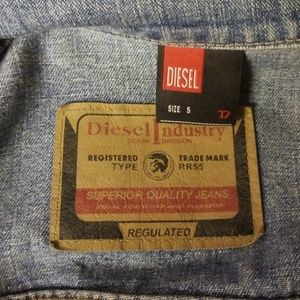 DIESEL
SIZE S
Diesel Industry
DENIM DIVISION
REGISTERED TRADE MARK
TYPE RR55
SUPERIOR QUALITY JEANS
REGULATED